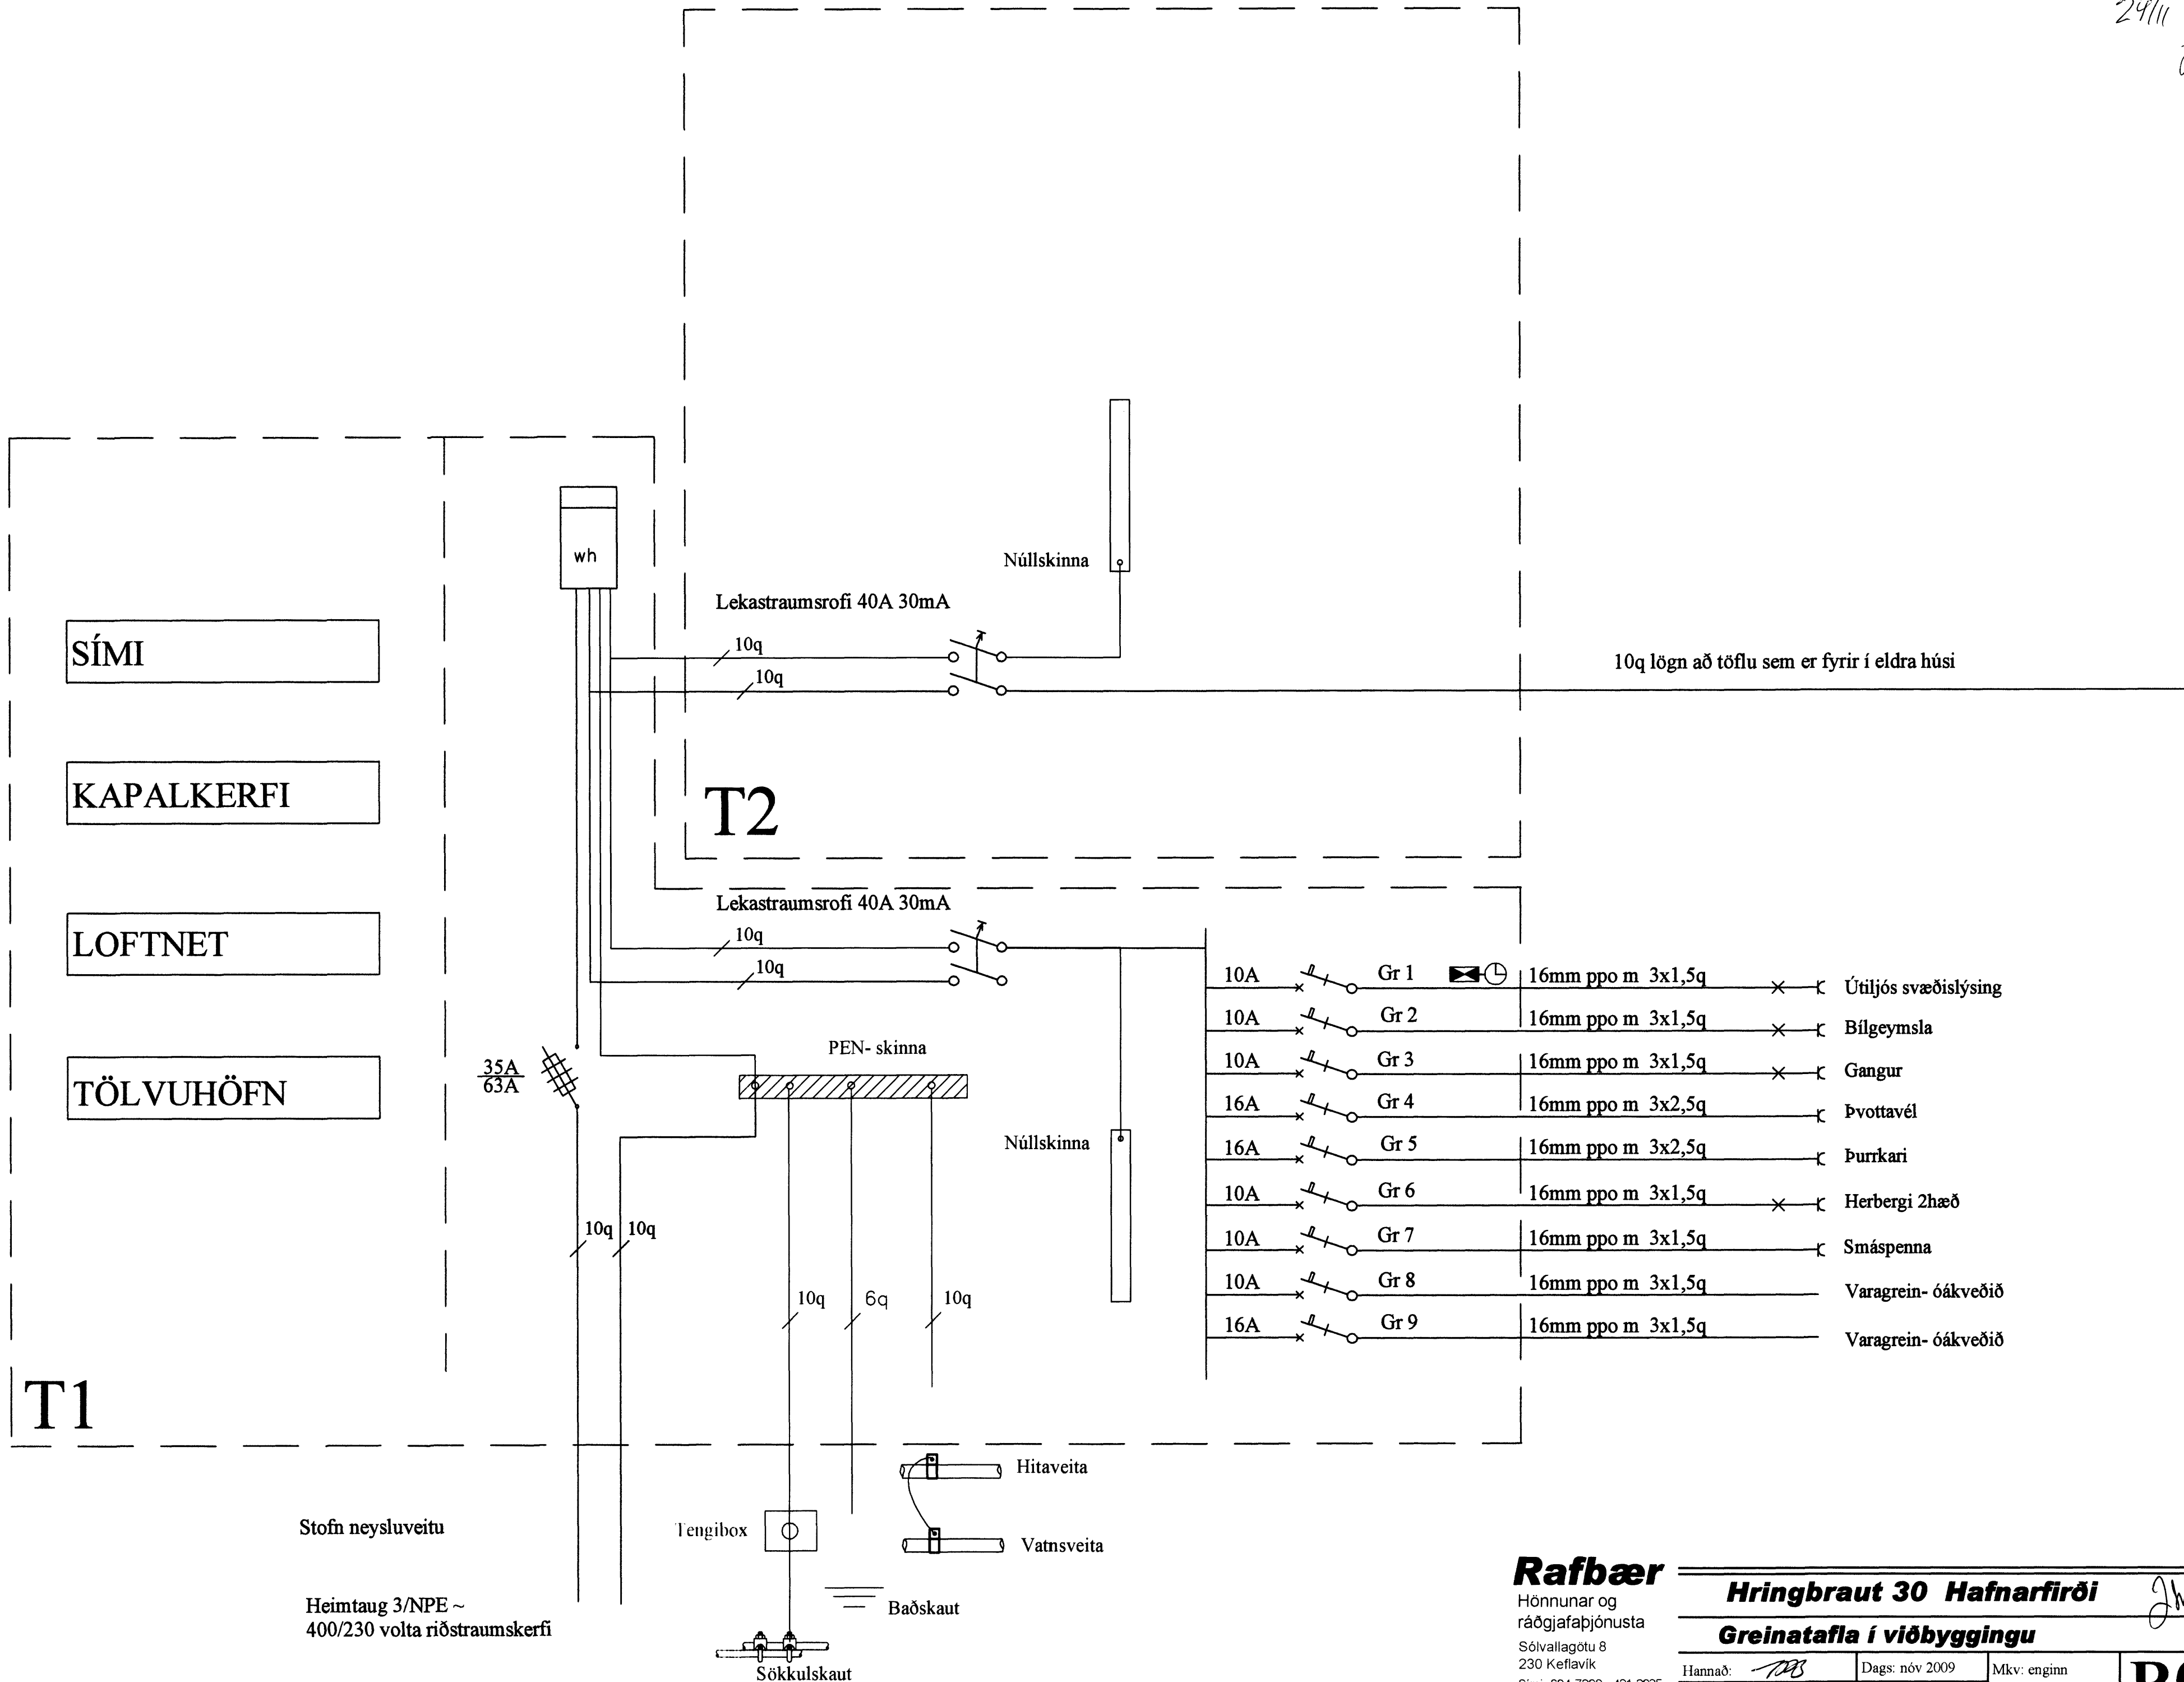 24/11
SÍMI
KAPALKERFI
LOFTNET
TÖLVUHÖFN
T1
wh
35A
63A
10q
10q
Lekastraumsrofi 40A 30mA
10q
10q
Núllskinna
T2
10q lögn að töflu sem er fyrir í eldra húsi
Lekastraumsrofi 40A 30mA
10q
10q
PEN- skinna
Núllskinna
10q
6q
10q
10A Gr 1 16mm ppo m 3x1,5q Útiljós svæðislýsing
10A Gr 2 16mm ppo m 3x1,5q Bílgeymsla
10A Gr 3 16mm ppo m 3x1,5q Gangur
16A Gr 4 16mm ppo m 3x2,5q Þvottavél
16A Gr 5 16mm ppo m 3x2,5q Þurrkari
10A Gr 6 16mm ppo m 3x1,5q Herbergi 2hæð
10A Gr 7 16mm ppo m 3x1,5q Smáspenna
10A Gr 8 16mm ppo m 3x1,5q Varagrein- óákveðið
16A Gr 9 16mm ppo m 3x1,5q Varagrein- óákveðið
Hitaveita
Vatnsveita
Stofn neysluveitu
Tengibox
Heimtaug 3/NPE ~
400/230 volta riðstraumskerfi
Baðskaut
Sökkulskaut
Rafbær
Hönnunar og
ráðgjafaþjónusta
Sólvallagötu 8
230 Keflavík
Hringbraut 30 Hafnarfirði
Greinatafla í viðbyggingu
Hannað:
Dags: nóv 2009
Mkv: enginn